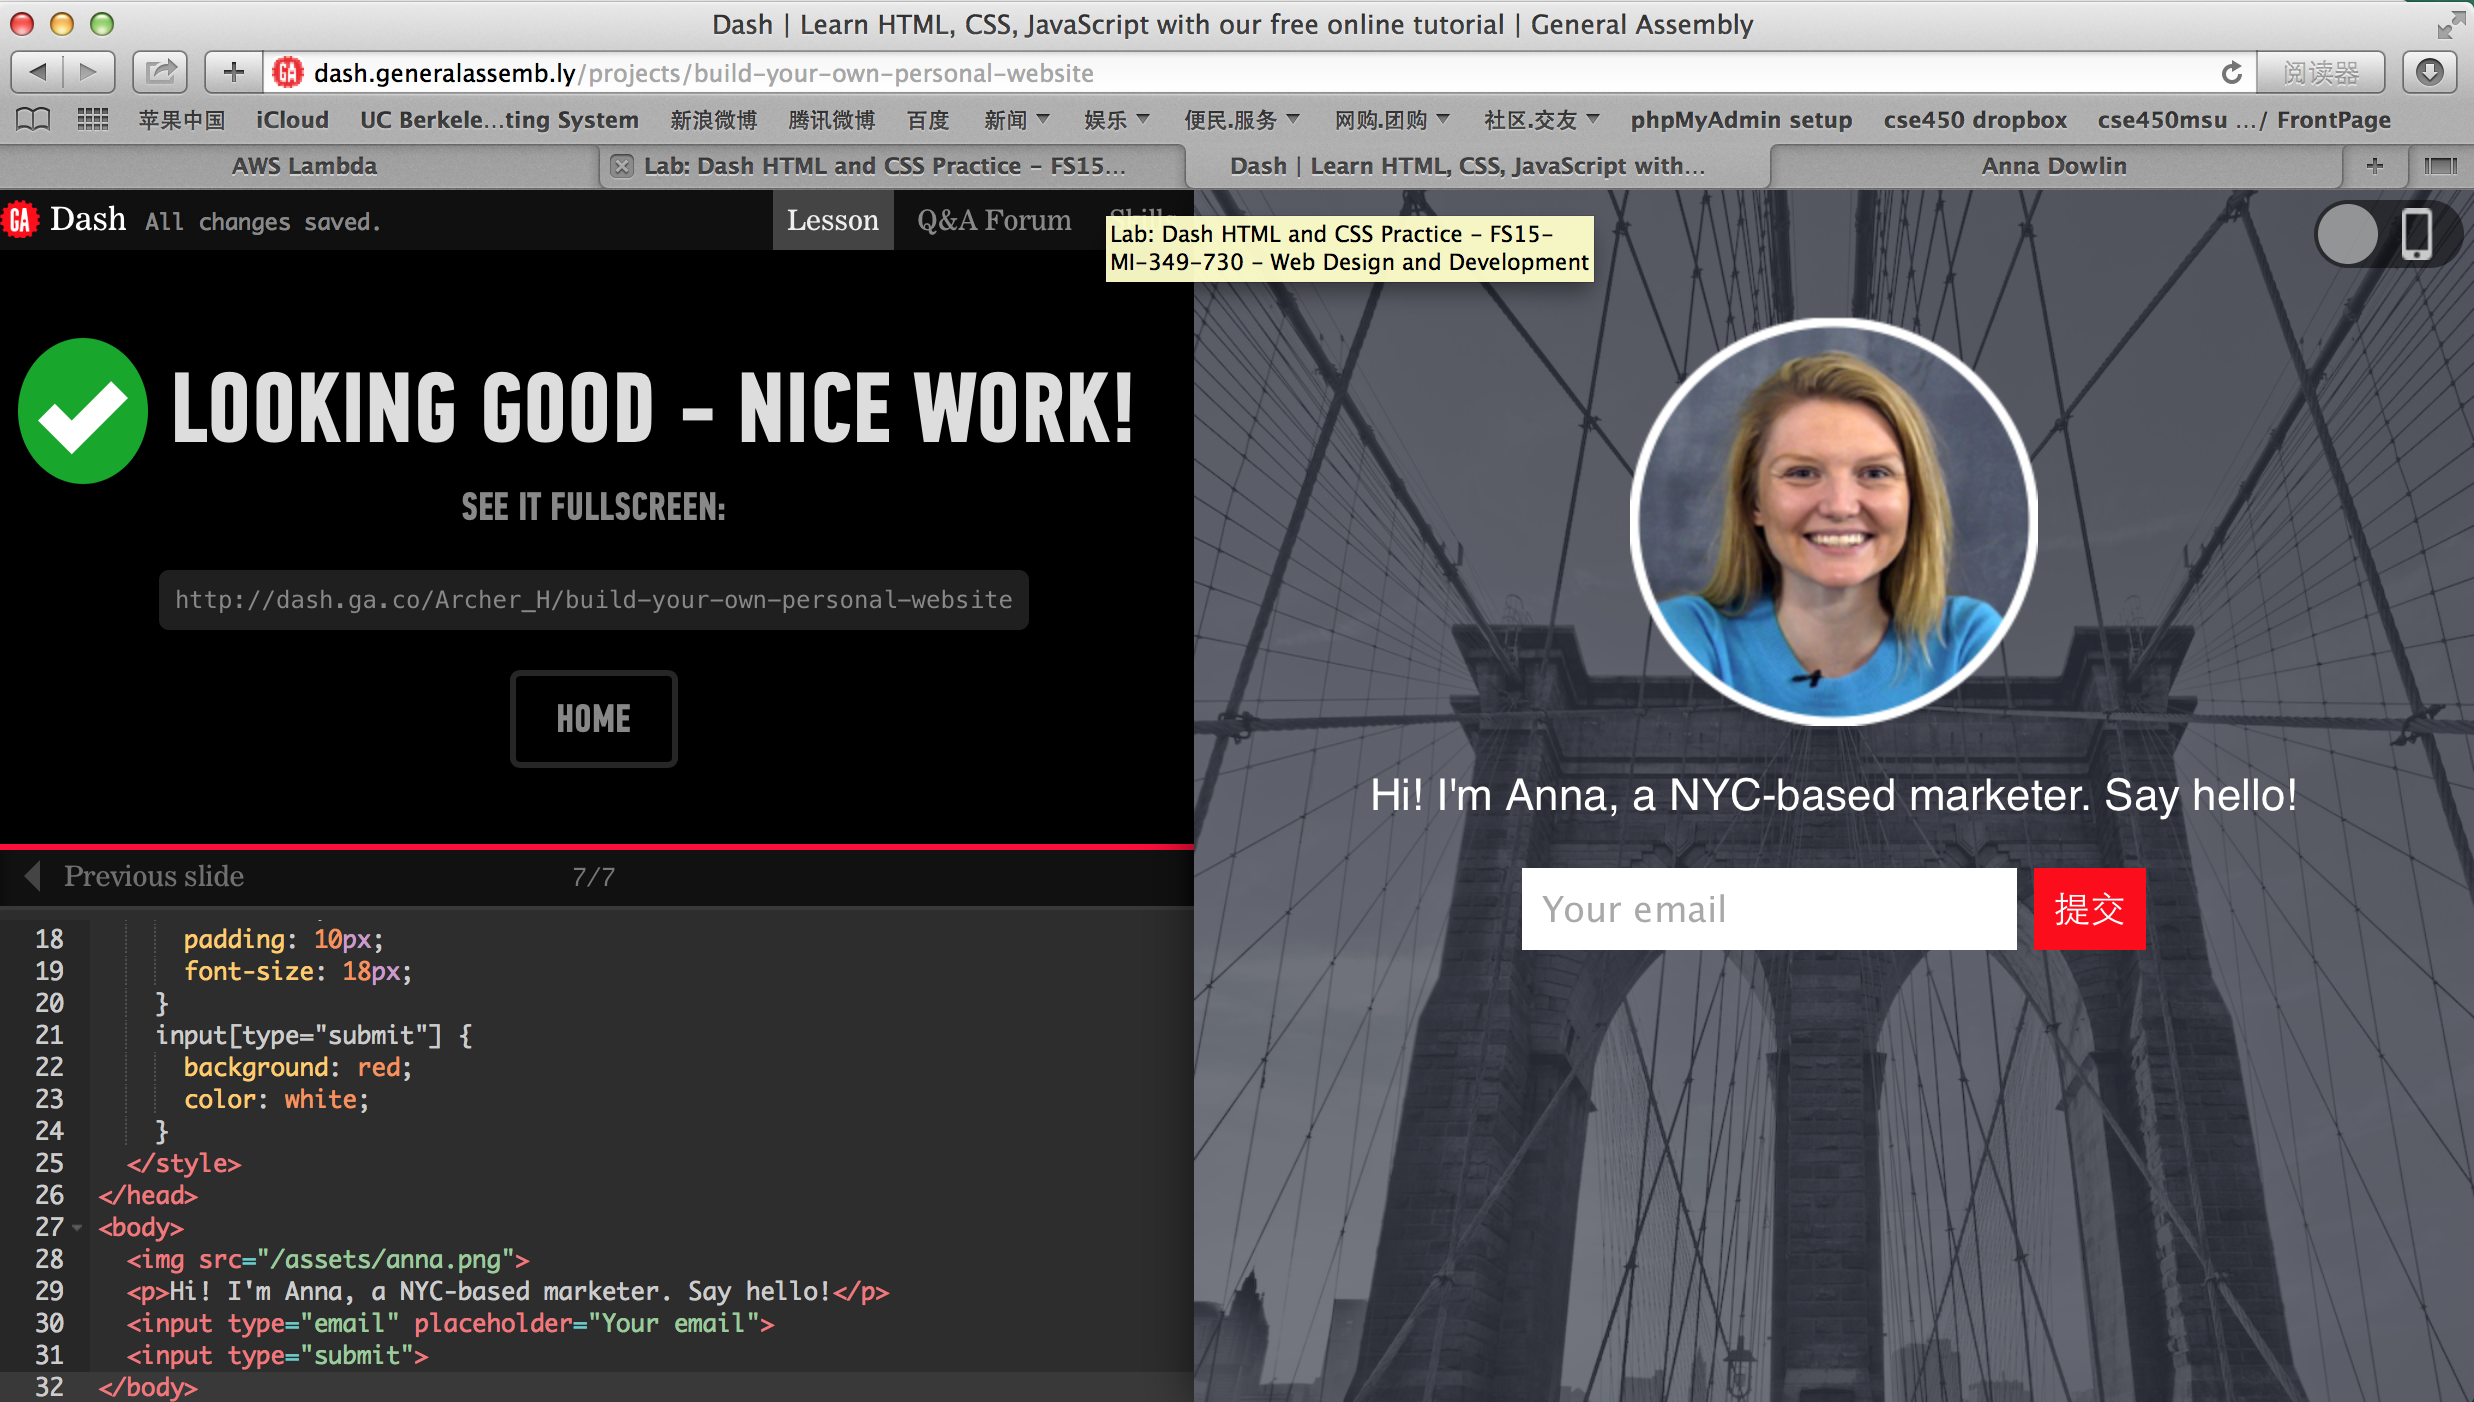 Dash | Learn HTML, CSS, JavaScript with our free online tutorial | General Assembly
GA dash.generalassemb.ly/projects/build-your-own-personal-website 阅读器
苹果中国 iCloud UC Berkele...ting System 新浪微博 腾讯微博 百度 新闻 娱乐 便民.服务 网购.团购 社区.交友 phpMyAdmin setup cse450 dropbox cse450msu .../ FrontPage
AWS Lambda Lab: Dash HTML and CSS Practice – FS15... Dash | Learn HTML, CSS, JavaScript with... Anna Dowlin
GA Dash All changes saved. Lesson Q&A Forum Skills
Lab: Dash HTML and CSS Practice – FS15-
MI-349-730 – Web Design and Development
LOOKING GOOD - NICE WORK!
SEE IT FULLSCREEN:
http://dash.ga.co/Archer_H/build-your-own-personal-website
HOME
Previous slide 7/7
18 padding: 10px;
19 font-size: 18px;
20 }
21 input[type="submit"] {
22 background: red;
23 color: white;
24 }
25 </style>
26 </head>
27 <body>
28 <img src="/assets/anna.png">
29 <p>Hi! I'm Anna, a NYC-based marketer. Say hello!</p>
30 <input type="email" placeholder="Your email">
31 <input type="submit">
32 </body>
Hi! I'm Anna, a NYC-based marketer. Say hello!
Your email 提交